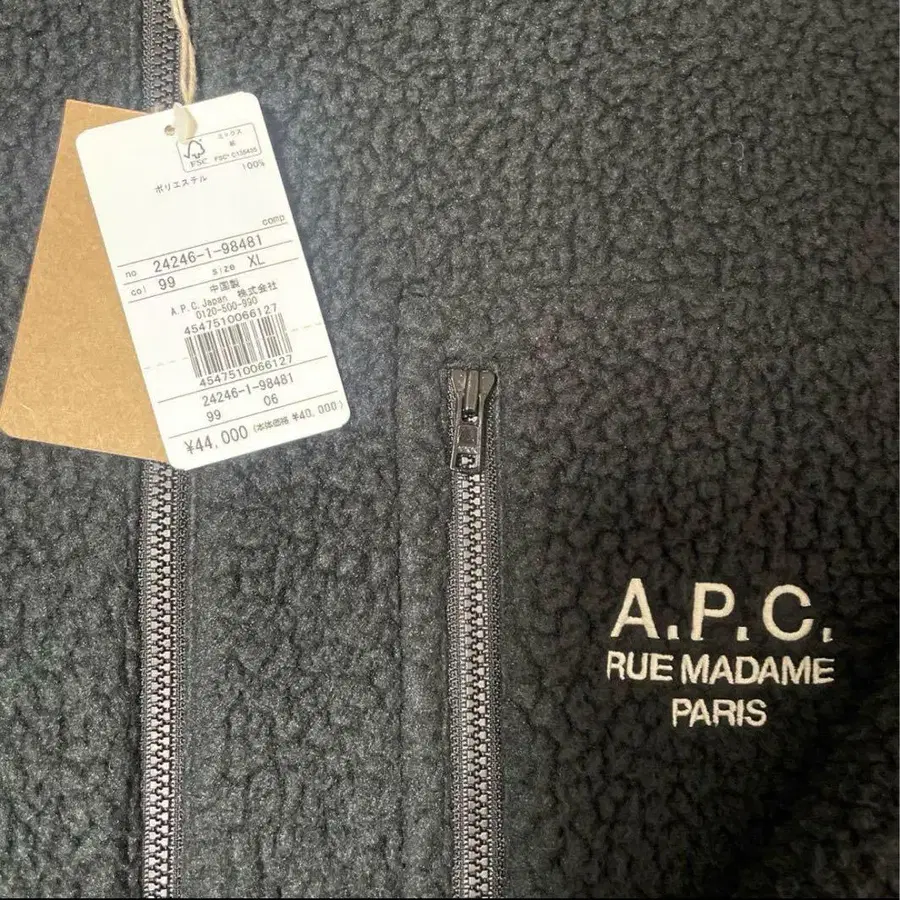 ミックス
紙
FSC
FSC® C135435
100%
ポリエステル
comp
no 24246-1-98481
col 99 size XL
中国製
A.P.C. Japan 株式会社
0120-500-990
4547510066127
4547510066127
24246-1-98481
99 06
¥44,000 (本体価格 ¥40,000)
A.P.C.
RUE MADAME
PARIS